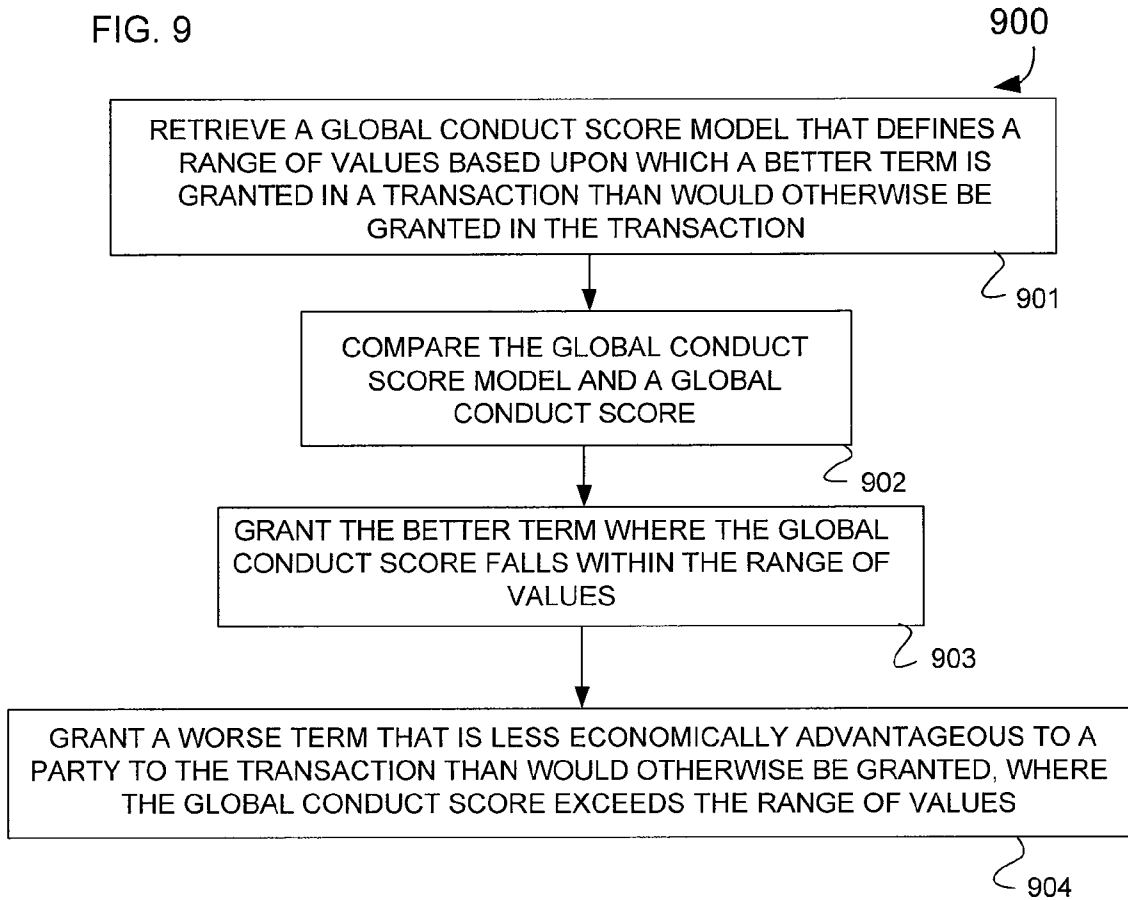 FIG. 9
900
RETRIEVE A GLOBAL CONDUCT SCORE MODEL THAT DEFINES A
RANGE OF VALUES BASED UPON WHICH A BETTER TERM IS
GRANTED IN A TRANSACTION THAN WOULD OTHERWISE BE
GRANTED IN THE TRANSACTION
901
COMPARE THE GLOBAL CONDUCT
SCORE MODEL AND A GLOBAL
CONDUCT SCORE
902
GRANT THE BETTER TERM WHERE THE GLOBAL
CONDUCT SCORE FALLS WITHIN THE RANGE OF
VALUES
903
GRANT A WORSE TERM THAT IS LESS ECONOMICALLY ADVANTAGEOUS TO A
PARTY TO THE TRANSACTION THAN WOULD OTHERWISE BE GRANTED, WHERE
THE GLOBAL CONDUCT SCORE EXCEEDS THE RANGE OF VALUES
904